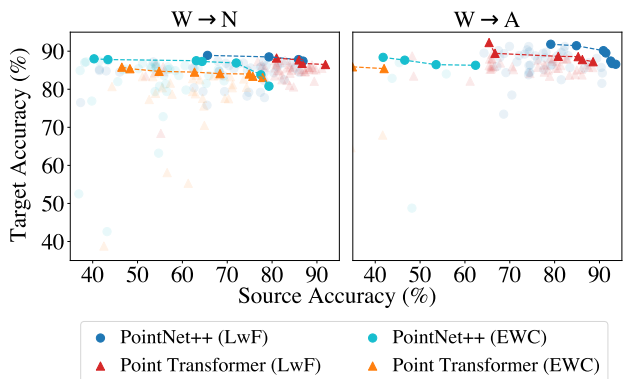 W → N
W → A
Target Accuracy (%)
90
80
70
60
50
40
40 50 60 70 80 90
40 50 60 70 80 90
Source Accuracy (%)
PointNet++ (LwF)
PointNet++ (EWC)
Point Transformer (LwF)
Point Transformer (EWC)